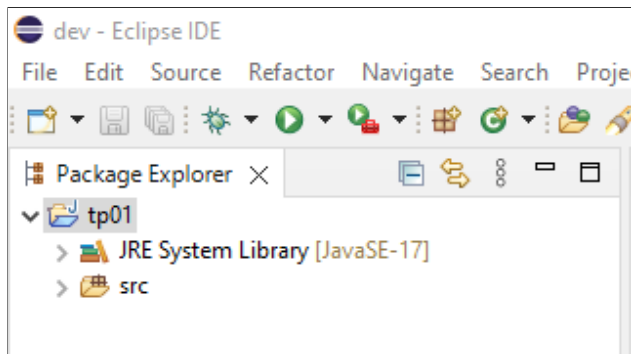 dev - Eclipse IDE
File Edit Source Refactor Navigate Search Proje
Package Explorer
tp01
JRE System Library [JavaSE-17]
src